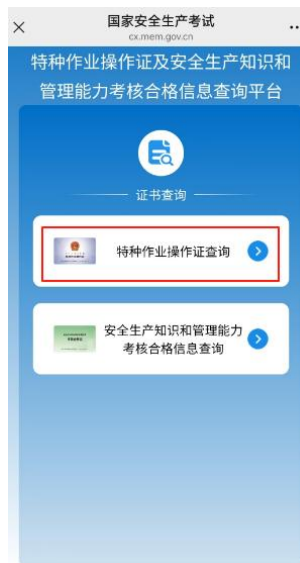 国家安全生产考试
cx.mem.gov.cn
特种作业操作证及安全生产知识和
管理能力考核合格信息查询平台
证书查询
特种作业操作证查询
安全生产知识和管理能力
考核合格信息查询